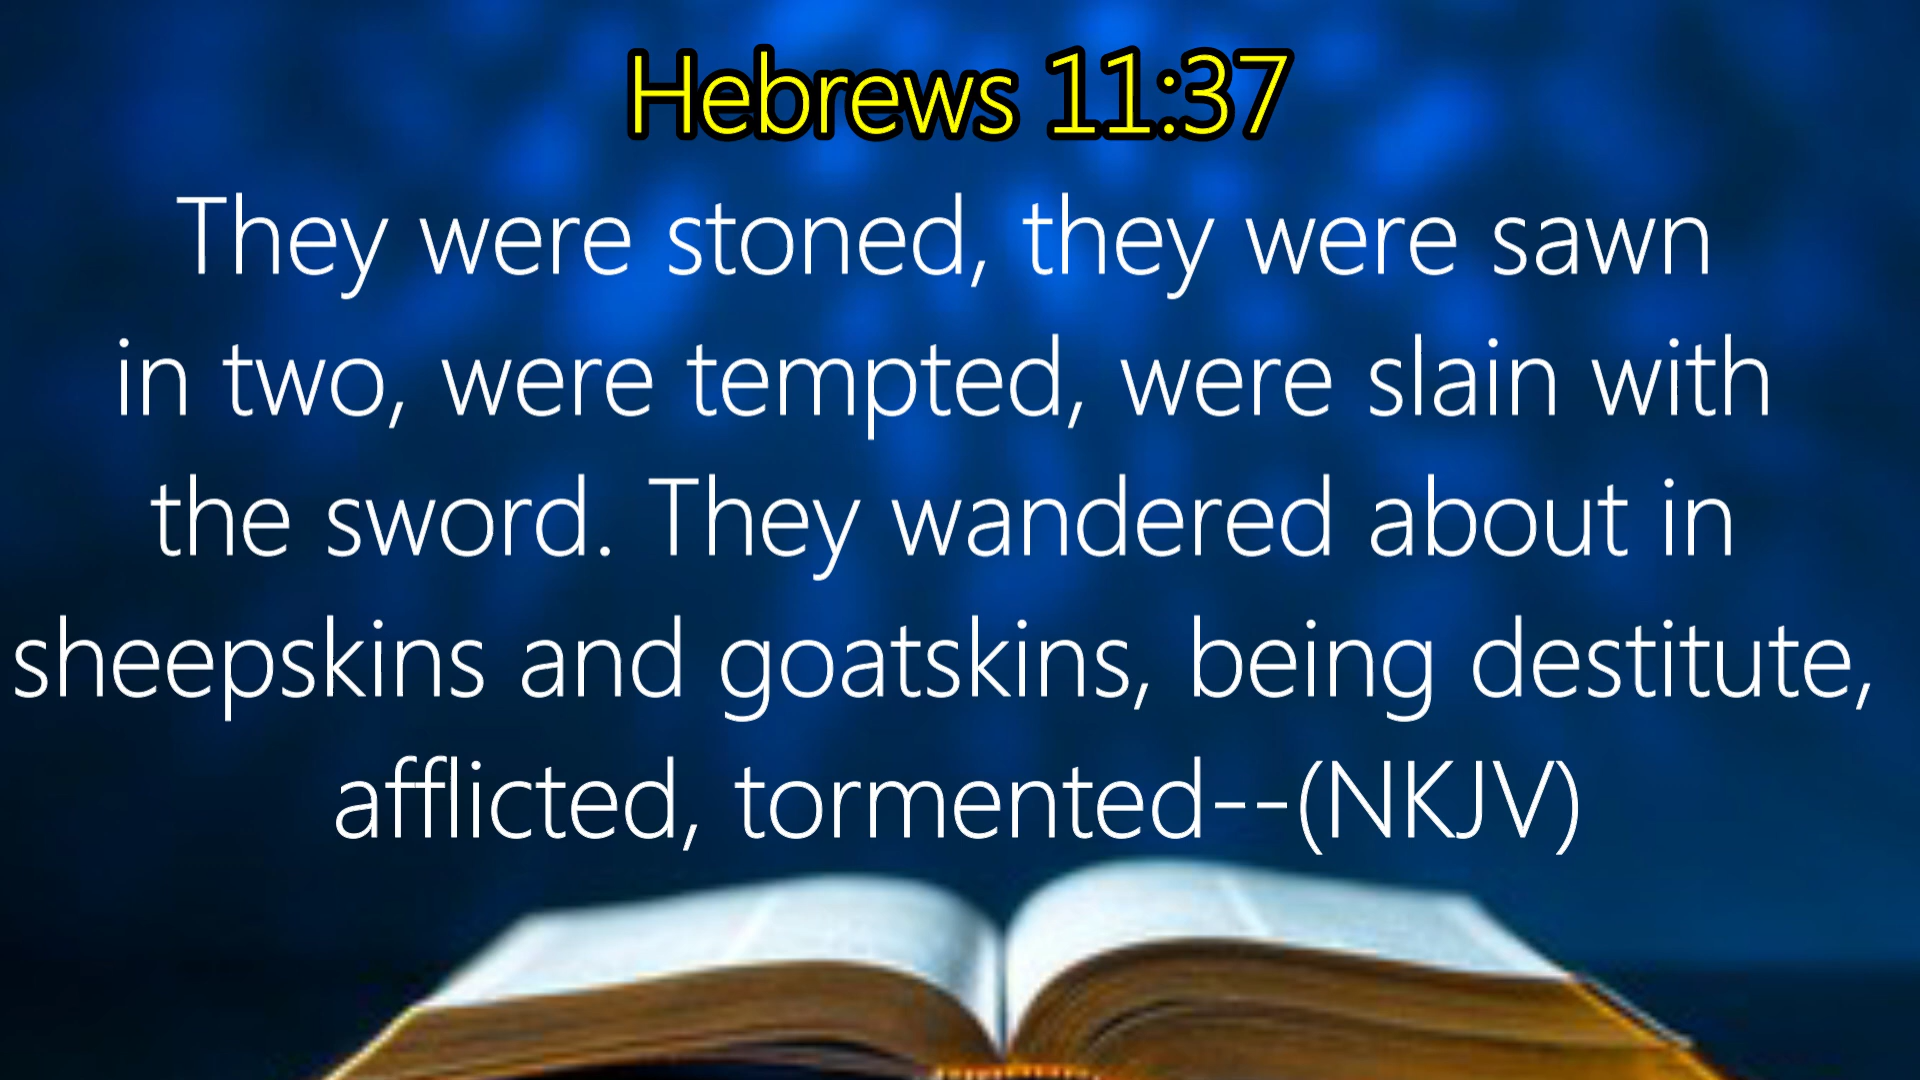 Hebrews 11:37
They were stoned, they were sawn
in two, were tempted, were slain with
the sword. They wandered about in
sheepskins and goatskins, being destitute,
afflicted, tormented--(NKJV)